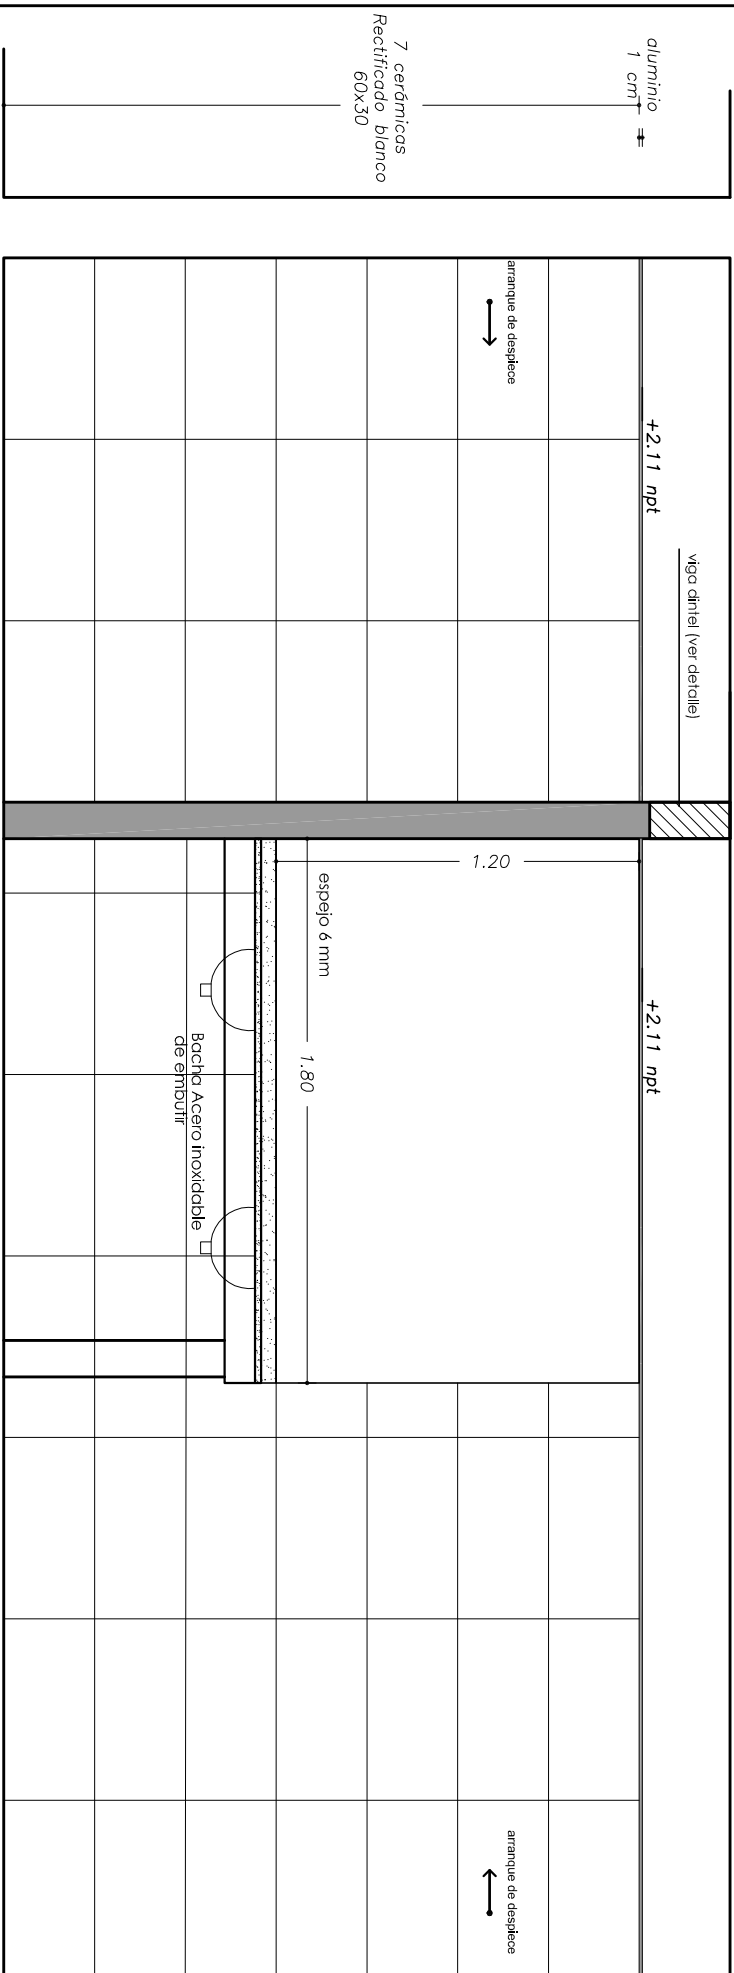 aluminio
1 cm
7 cerámicas
Rectificado blanco
60x30
arranque de despiece
+2.11 npt
viga dintel (ver detalle)
1.20
espejo 6 mm
1.80
+2.11 npt
Bacha Acero inoxidable
de embutir
arranque de despiece